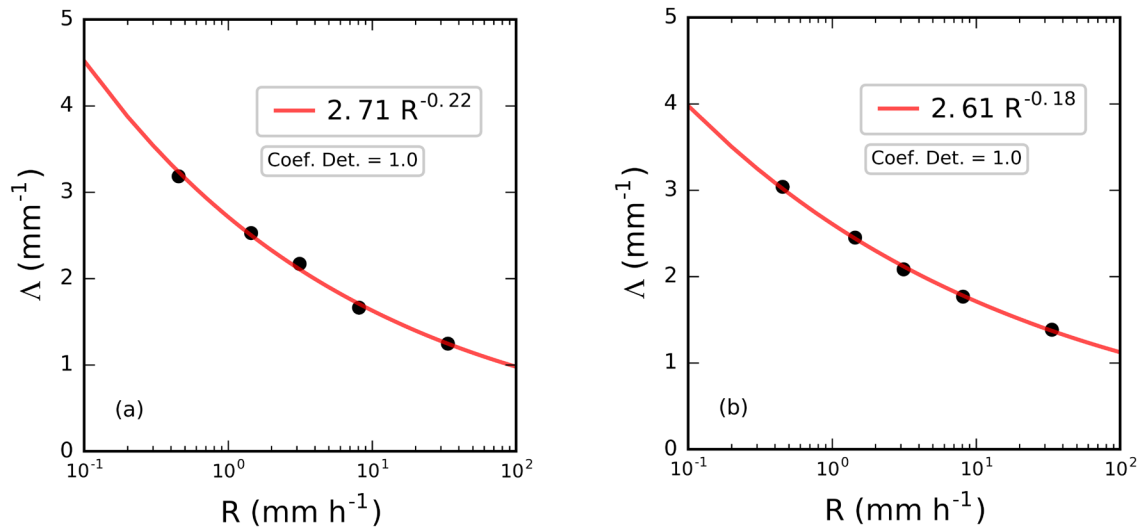 5
4
3
2
1
0
Λ (mm⁻¹)
2.71 R⁻⁰·²²
Coef. Det. = 1.0
(a)
10⁻¹ 10⁰ 10¹ 10²
R (mm h⁻¹)
5
4
3
2
1
0
Λ (mm⁻¹)
2.61 R⁻⁰·¹⁸
Coef. Det. = 1.0
(b)
10⁻¹ 10⁰ 10¹ 10²
R (mm h⁻¹)